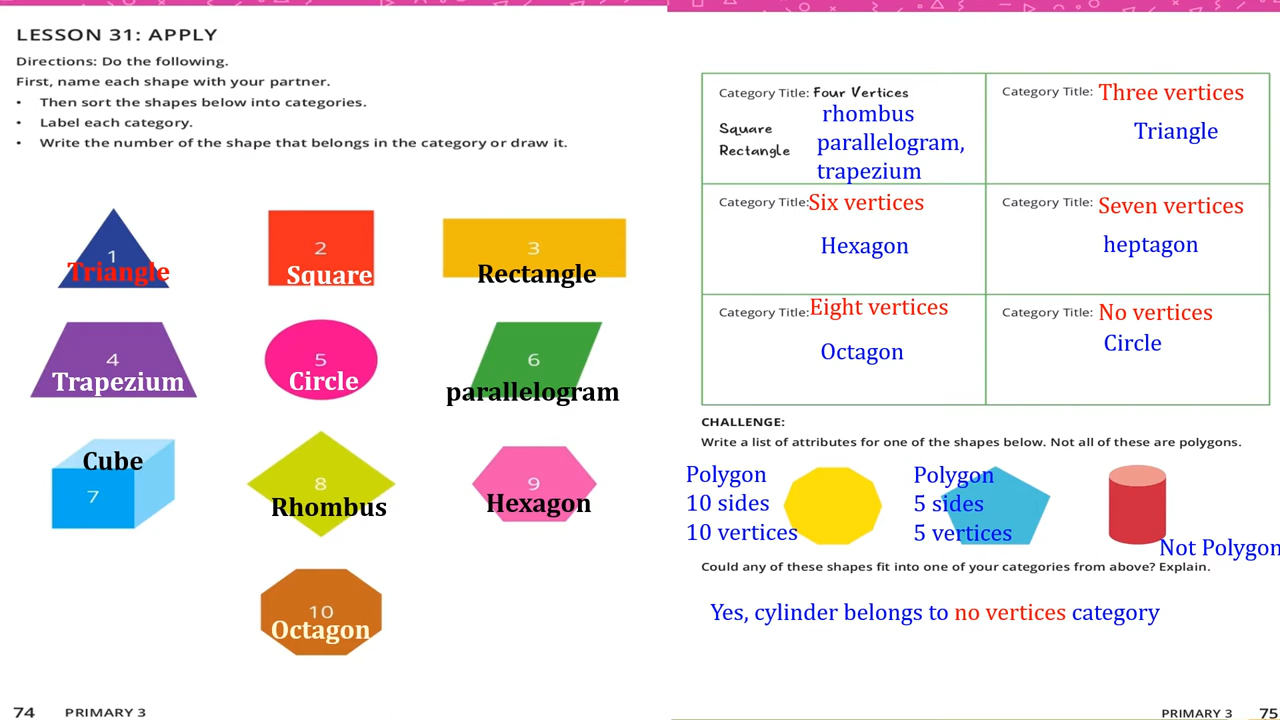 LESSON 31: APPLY
Directions: Do the following.
First, name each shape with your partner.
• Then sort the shapes below into categories.
• Label each category.
• Write the number of the shape that belongs in the category or draw it.
1
Triangle
2
Square
3
Rectangle
4
Trapezium
5
Circle
6
parallelogram
Cube
7
8
Rhombus
9
Hexagon
10
Octagon
74 PRIMARY 3
Category Title: Four Vertices
rhombus
Square
parallelogram,
Rectangle
trapezium
Category Title: Three vertices
Triangle
Category Title:Six vertices
Hexagon
Category Title: Seven vertices
heptagon
Category Title:Eight vertices
Octagon
Category Title: No vertices
Circle
CHALLENGE:
Write a list of attributes for one of the shapes below. Not all of these are polygons.
Polygon
10 sides
10 vertices
Polygon
5 sides
5 vertices
Not Polygon
Could any of these shapes fit into one of your categories from above? Explain.
Yes, cylinder belongs to no vertices category
PRIMARY 3 75